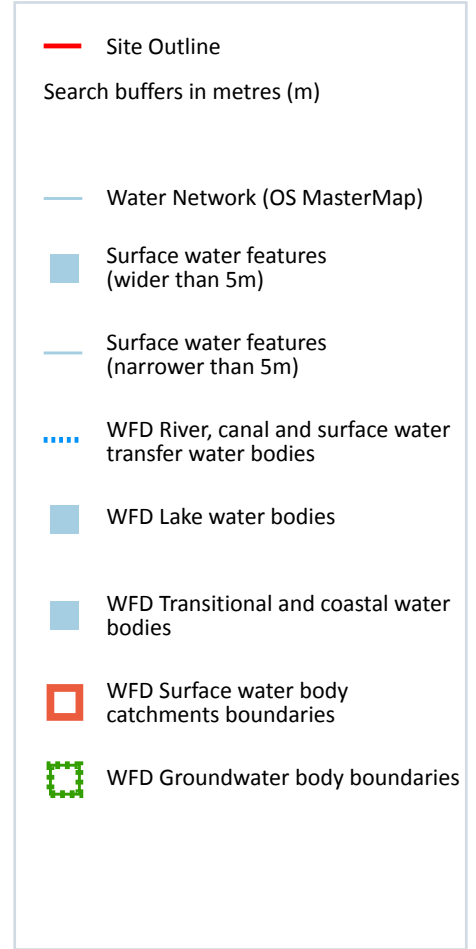 Site Outline
Search buffers in metres (m)
Water Network (OS MasterMap)
Surface water features
(wider than 5m)
Surface water features
(narrower than 5m)
WFD River, canal and surface water
transfer water bodies
WFD Lake water bodies
WFD Transitional and coastal water
bodies
WFD Surface water body
catchments boundaries
WFD Groundwater body boundaries